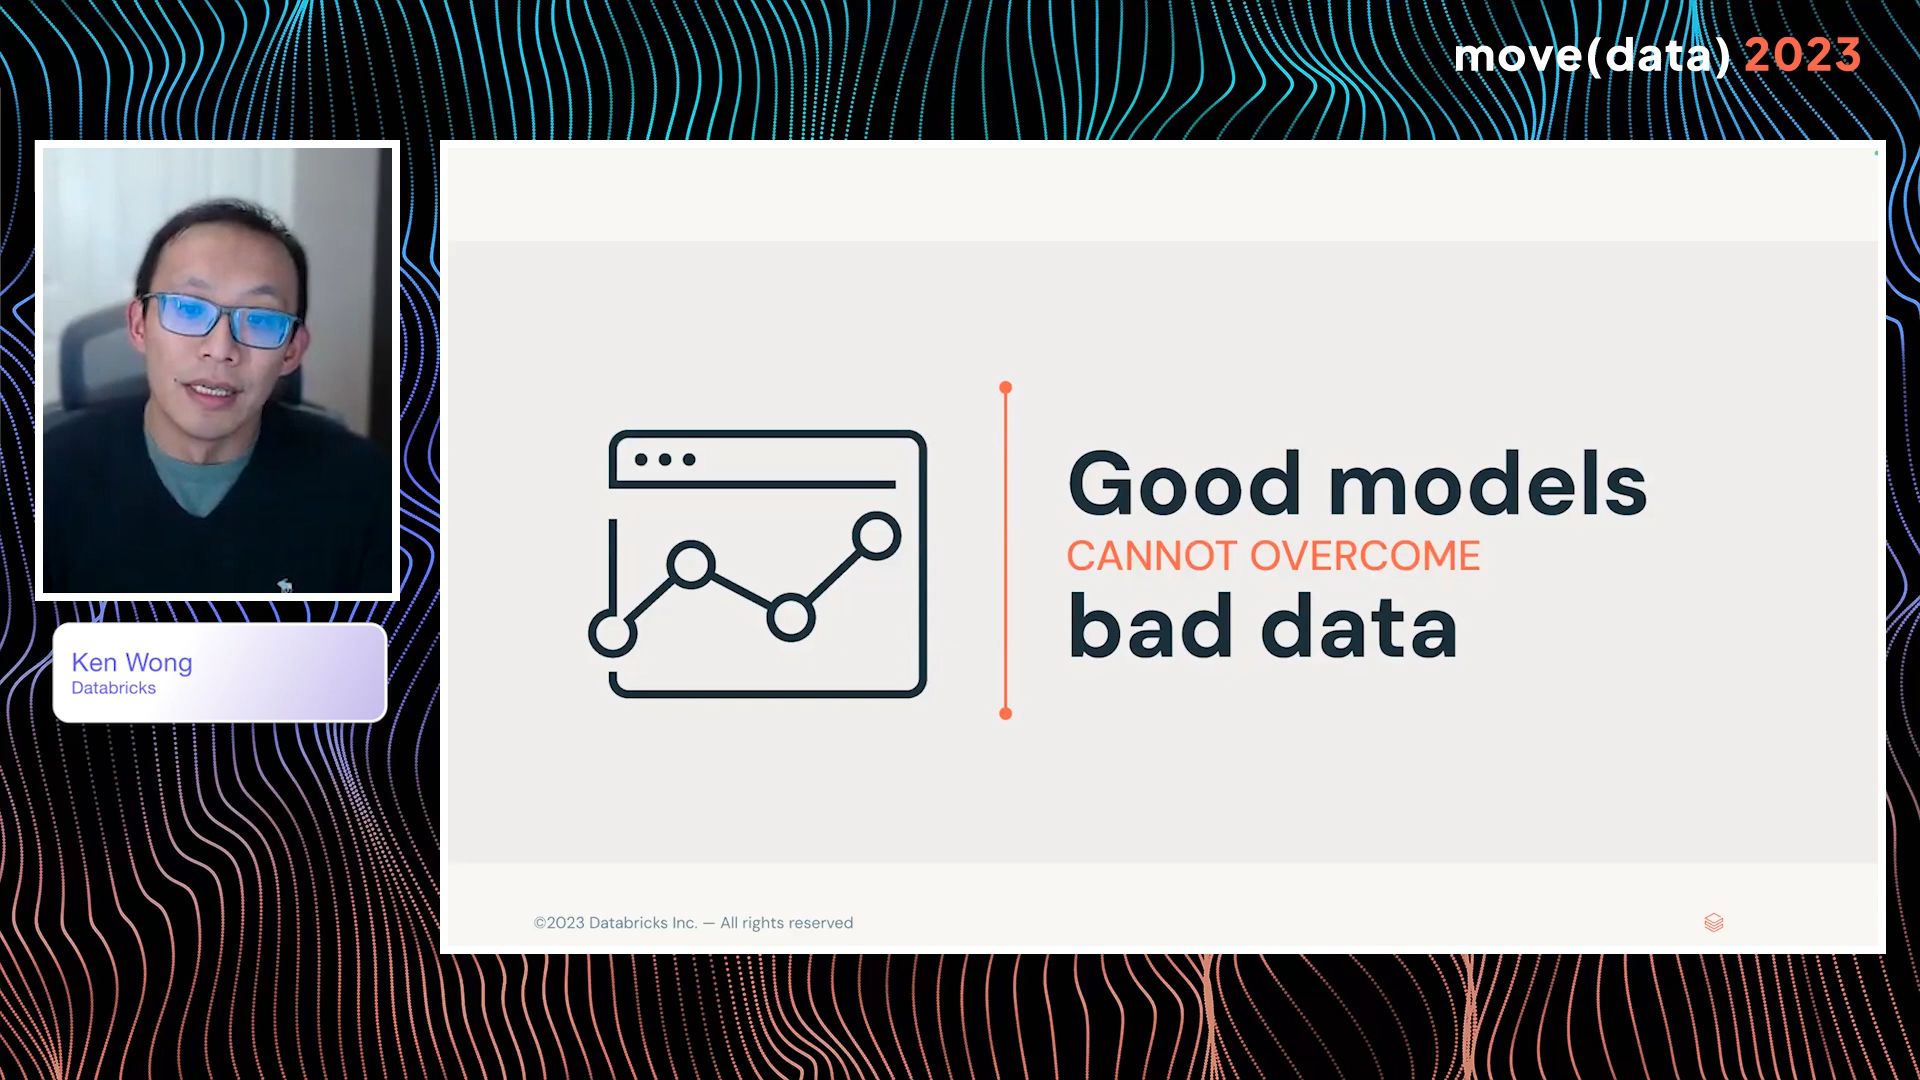 move(data) 2023
Ken Wong
Databricks
Good models
CANNOT OVERCOME
bad data
©2023 Databricks Inc. — All rights reserved